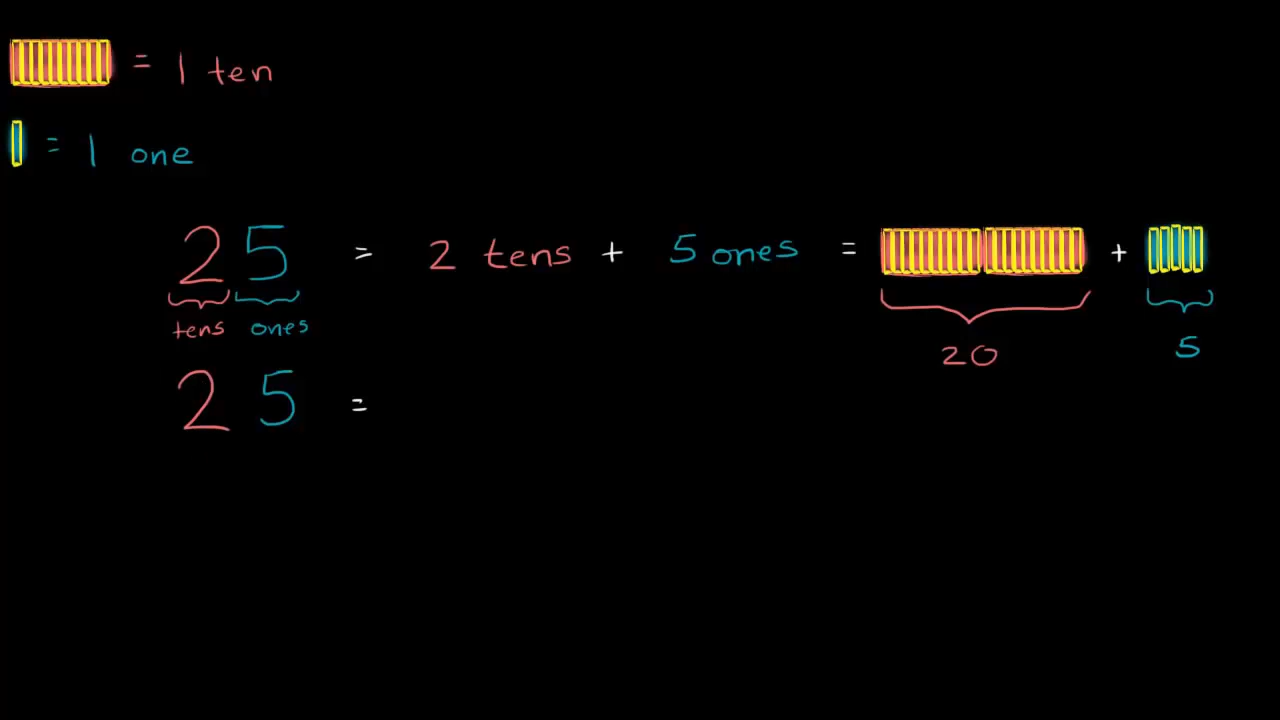 = 1 ten
= 1 one
25 = 2 tens + 5 ones = +
tens ones
20 5
25 =